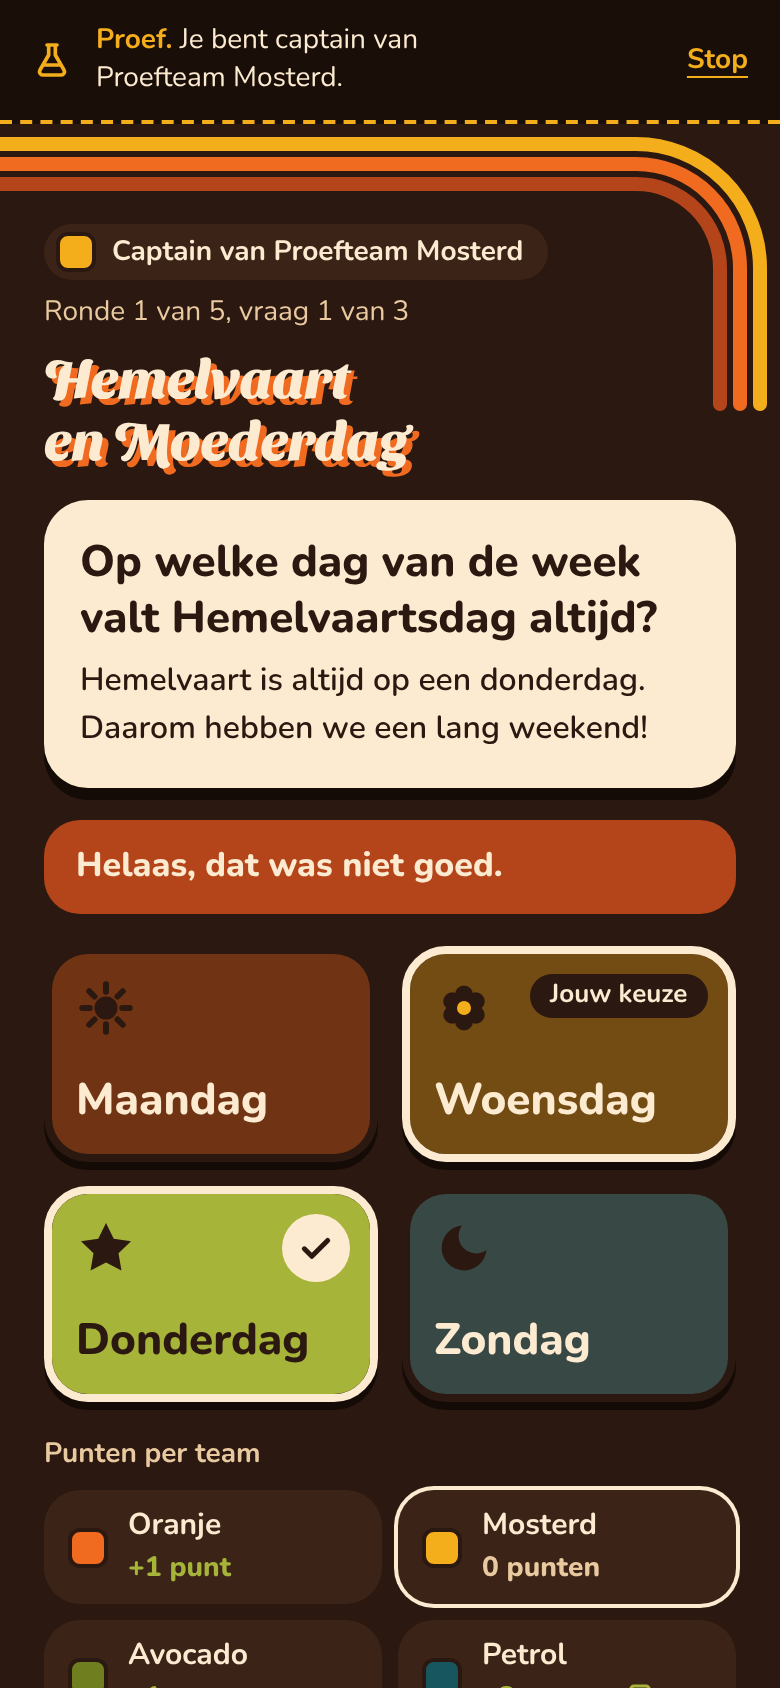 Proef. Je bent captain van
Proefteam Mosterd.
Stop
Captain van Proefteam Mosterd
Ronde 1 van 5, vraag 1 van 3
Hemelvaart
en Moederdag
Op welke dag van de week
valt Hemelvaartsdag altijd?
Hemelvaart is altijd op een donderdag.
Daarom hebben we een lang weekend!
Helaas, dat was niet goed.
Maandag
Jouw keuze
Woensdag
Donderdag
Zondag
Punten per team
Oranje
+1 punt
Mosterd
0 punten
Avocado
Petrol